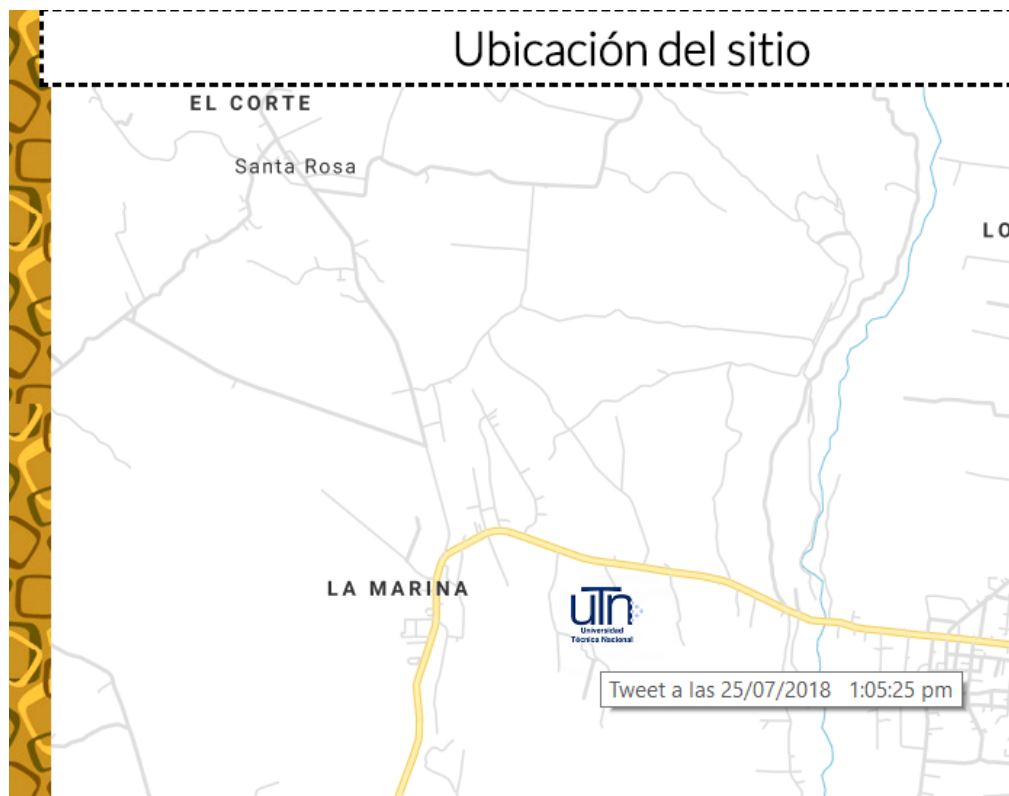 Ubicación del sitio
EL CORTE
Santa Rosa
LO
LA MARINA
uTn
Universidad
Técnica Nacional
Tweet a las 25/07/2018 1:05:25 pm